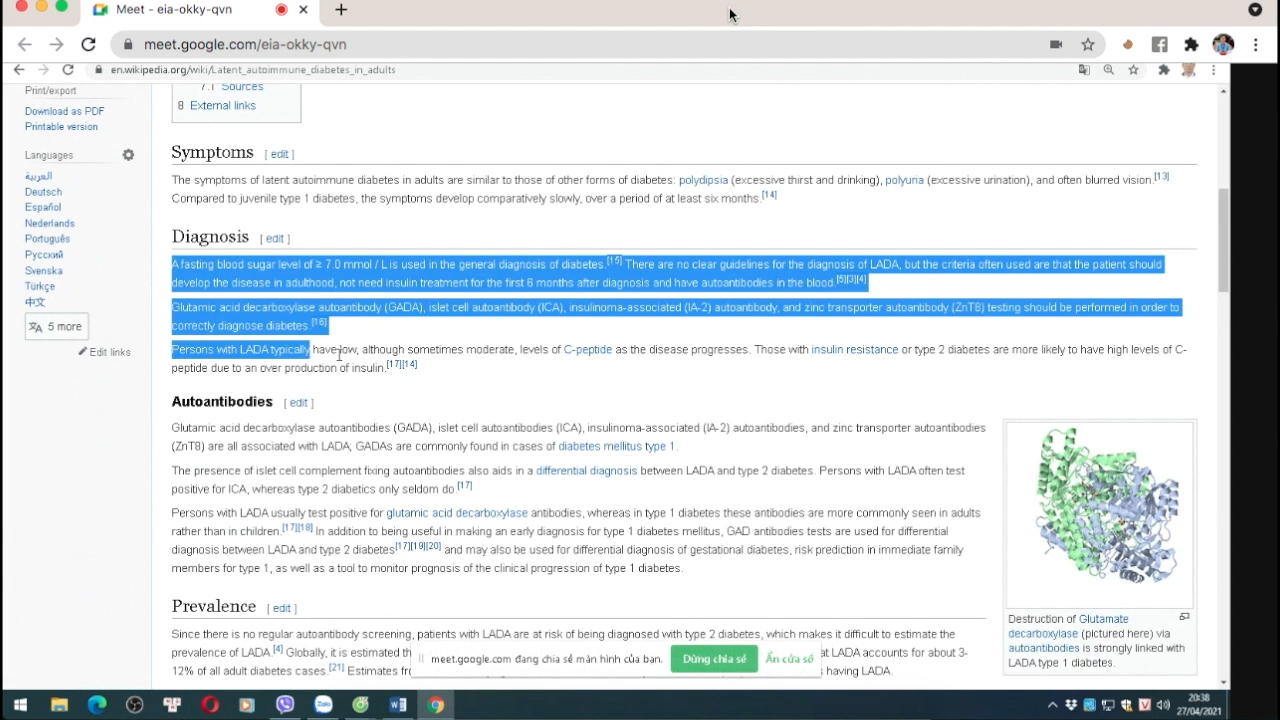 Meet - eia-okky-qvn
meet.google.com/eia-okky-qvn
en.wikipedia.org/wiki/Latent_autoimmune_diabetes_in_adults
Print/export
Download as PDF
Printable version
Languages
العربية
Deutsch
Español
Nederlands
Português
Русский
Svenska
Türkçe
中文
5 more
Edit links
7.1 Sources
8 External links
Symptoms [ edit ]
The symptoms of latent autoimmune diabetes in adults are similar to those of other forms of diabetes: polydipsia (excessive thirst and drinking), polyuria (excessive urination), and often blurred vision.[13]
Compared to juvenile type 1 diabetes, the symptoms develop comparatively slowly, over a period of at least six months.[14]
Diagnosis [ edit ]
A fasting blood sugar level of ≥ 7.0 mmol / L is used in the general diagnosis of diabetes.[15] There are no clear guidelines for the diagnosis of LADA, but the criteria often used are that the patient should
develop the disease in adulthood, not need insulin treatment for the first 6 months after diagnosis and have autoantibodies in the blood.[5][3][4]
Glutamic acid decarboxylase autoantibody (GADA), islet cell autoantibody (ICA), insulinoma-associated (IA-2) autoantibody, and zinc transporter autoantibody (ZnT8) testing should be performed in order to
correctly diagnose diabetes.[16]
Persons with LADA typically have low, although sometimes moderate, levels of C-peptide as the disease progresses. Those with insulin resistance or type 2 diabetes are more likely to have high levels of C-
peptide due to an over production of insulin.[17][14]
Autoantibodies [ edit ]
Glutamic acid decarboxylase autoantibodies (GADA), islet cell autoantibodies (ICA), insulinoma-associated (IA-2) autoantibodies, and zinc transporter autoantibodies
(ZnT8) are all associated with LADA; GADAs are commonly found in cases of diabetes mellitus type 1.
The presence of islet cell complement fixing autoantibodies also aids in a differential diagnosis between LADA and type 2 diabetes. Persons with LADA often test
positive for ICA, whereas type 2 diabetics only seldom do.[17]
Persons with LADA usually test positive for glutamic acid decarboxylase antibodies, whereas in type 1 diabetes these antibodies are more commonly seen in adults
rather than in children.[17][18] In addition to being useful in making an early diagnosis for type 1 diabetes mellitus, GAD antibodies tests are used for differential
diagnosis between LADA and type 2 diabetes[17][19][20] and may also be used for differential diagnosis of gestational diabetes, risk prediction in immediate family
members for type 1, as well as a tool to monitor prognosis of the clinical progression of type 1 diabetes.
Destruction of Glutamate
decarboxylase (pictured here) via
autoantibodies is strongly linked with
LADA type 1 diabetes.
Prevalence [ edit ]
Since there is no regular autoantibody screening, patients with LADA are at risk of being diagnosed with type 2 diabetes, which makes it difficult to estimate the
prevalence of LADA.[4] Globally, it is estimated th at LADA accounts for about 3-
12% of all adult diabetes cases.[21] Estimates fr s having LADA.
meet.google.com đang chia sẻ màn hình của bạn.
Dừng chia sẻ
Ẩn cửa sổ
Zalo
20:38
27/04/2021